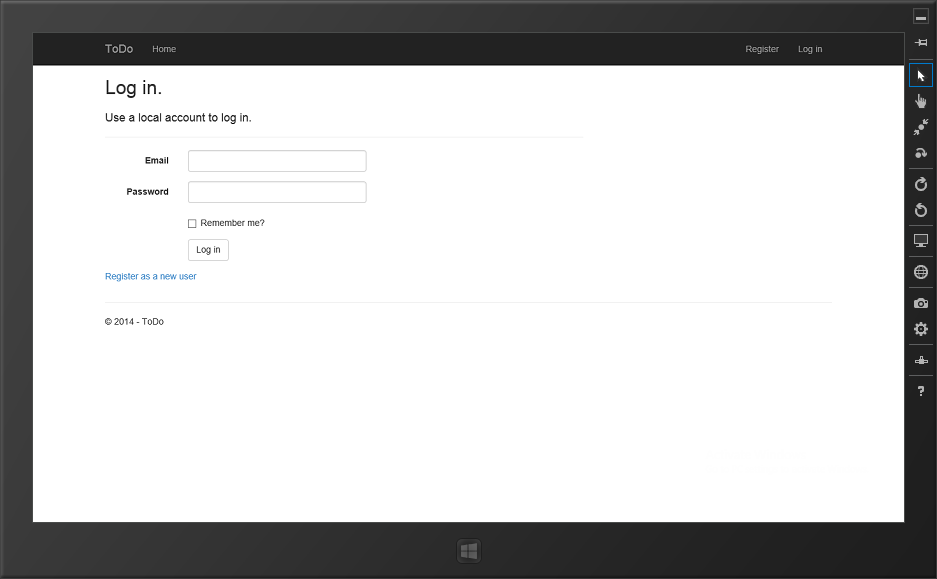 ToDo Home Register Log in
Log in.
Use a local account to log in.
Email
Password
Remember me?
Log in
Register as a new user
© 2014 - ToDo
?